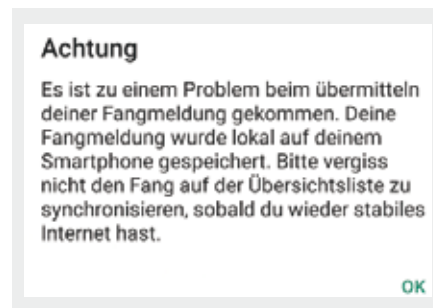 Achtung
Es ist zu einem Problem beim übermitteln
deiner Fangmeldung gekommen. Deine
Fangmeldung wurde lokal auf deinem
Smartphone gespeichert. Bitte vergiss
nicht den Fang auf der Übersichtsliste zu
synchronisieren, sobald du wieder stabiles
Internet hast.
OK